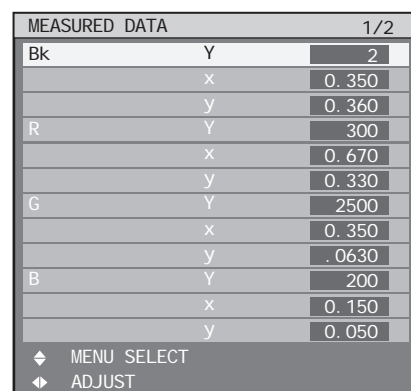 MEASURED DATA 1/2
Bk Y 2
x 0.350
y 0.360
R Y 300
x 0.670
y 0.330
G Y 2500
x 0.350
y .0630
B Y 200
x 0.150
y 0.050
MENU SELECT
ADJUST